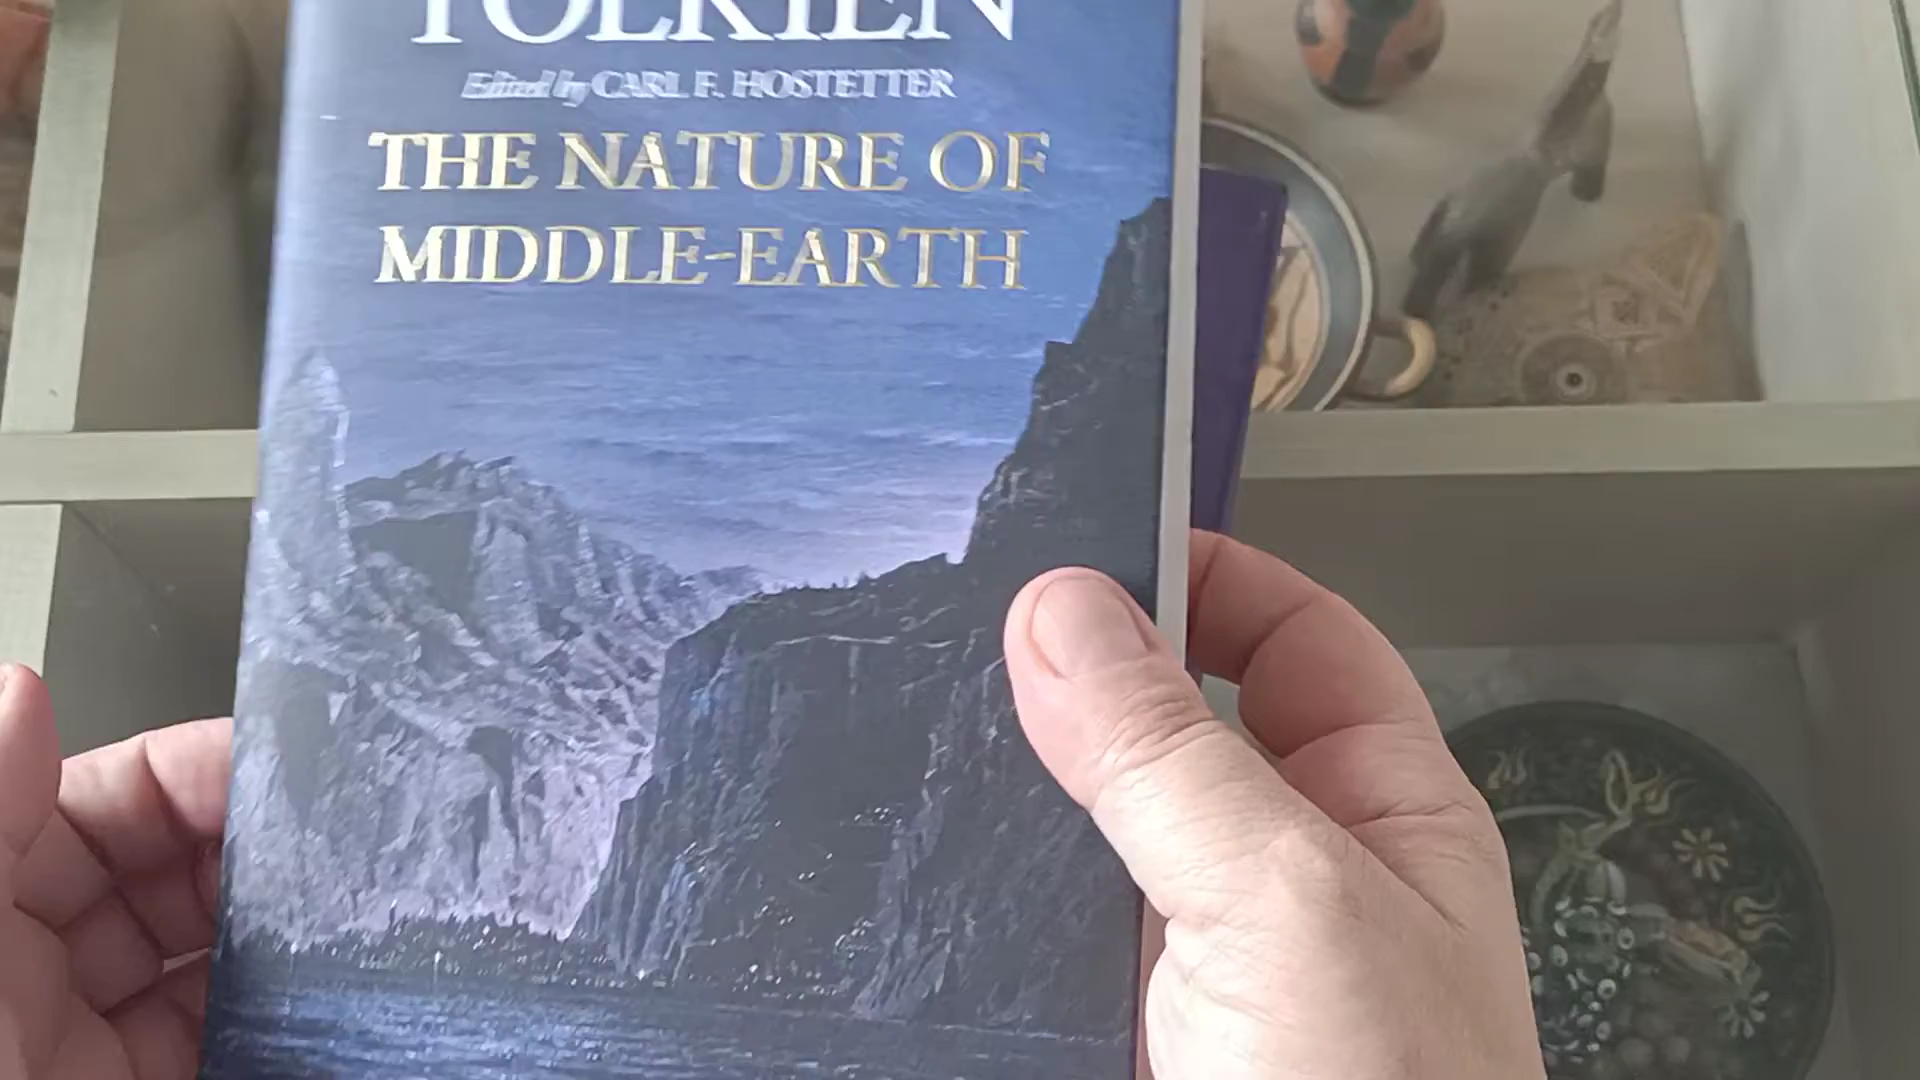 TOLKIEN
Edited by CARL F. HOSTETTER
THE NATURE OF
MIDDLE-EARTH